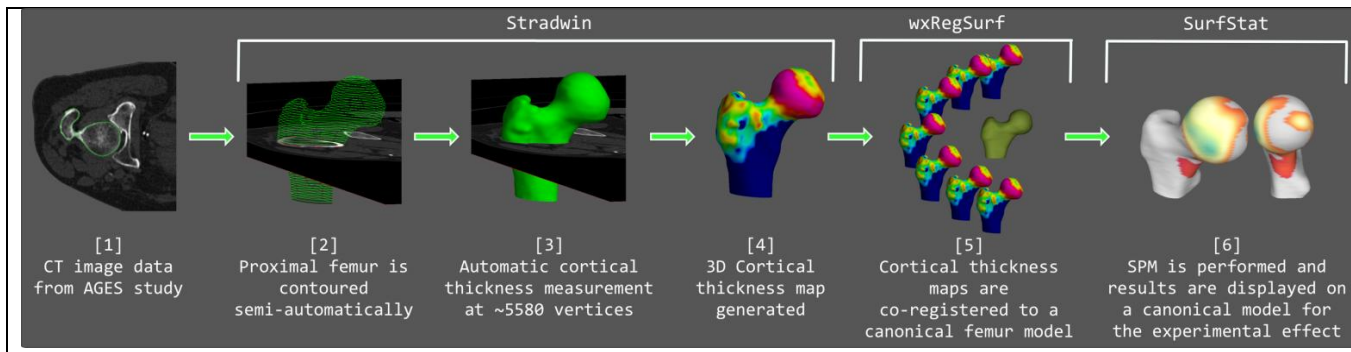 Stradwin
wxRegSurf
SurfStat
[1]
CT image data
from AGES study
[2]
Proximal femur is
contoured
semi-automatically
[3]
Automatic cortical
thickness measurement
at ~5580 vertices
[4]
3D Cortical
thickness map
generated
[5]
Cortical thickness
maps are
co-registered to a
canonical femur model
[6]
SPM is performed and
results are displayed on
a canonical model for
the experimental effect